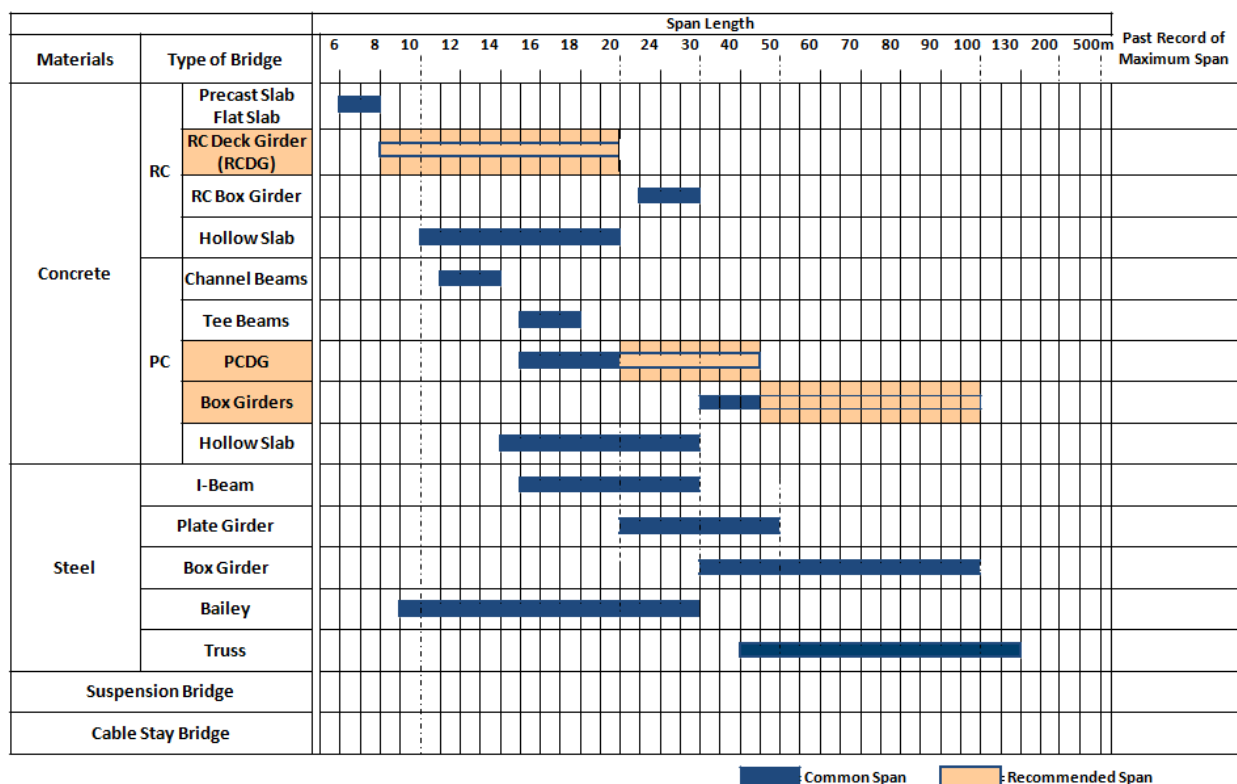 Span Length
Materials
Type of Bridge
6 8 10 12 14 16 18 20 24 30 40 50 60 70 80 90 100 130 200 500m
Past Record of
Maximum Span
Concrete
RC
Precast Slab
Flat Slab
RC Deck Girder
(RCDG)
RC Box Girder
Hollow Slab
PC
Channel Beams
Tee Beams
PCDG
Box Girders
Hollow Slab
Steel
I-Beam
Plate Girder
Box Girder
Bailey
Truss
Suspension Bridge
Cable Stay Bridge
Common Span
Recommended Span